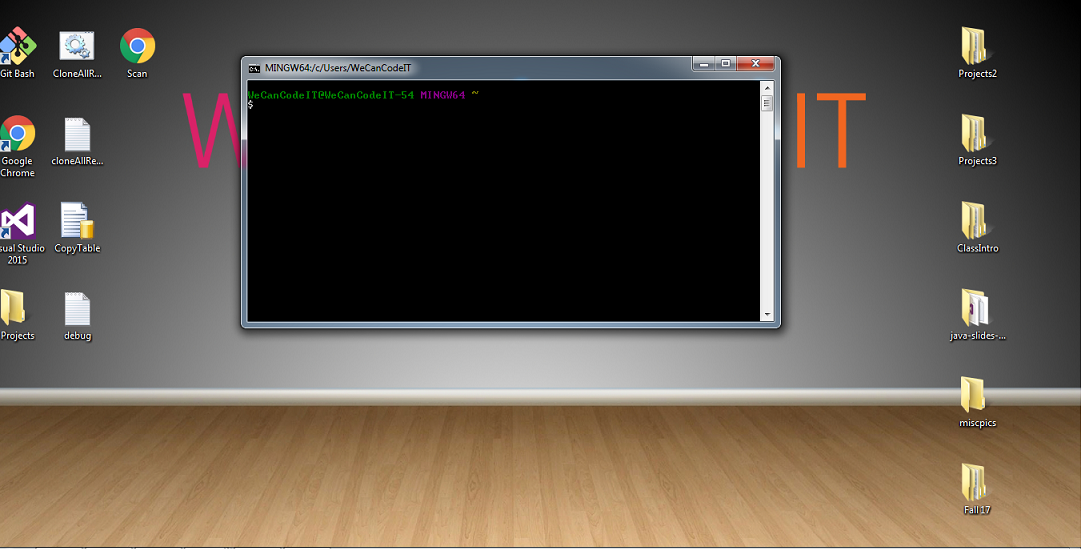 Git Bash
CloneAllR...
Scan
Google
Chrome
cloneAllRe...
sual Studio
2015
CopyTable
Projects
debug
W
IT
MINGW64:/c/Users/WeCanCodeIT
WeCanCodeIT@WeCanCodeIT-54 MINGW64 ~
$
Projects2
Projects3
ClassIntro
java-slides-...
miscpics
Fall 17